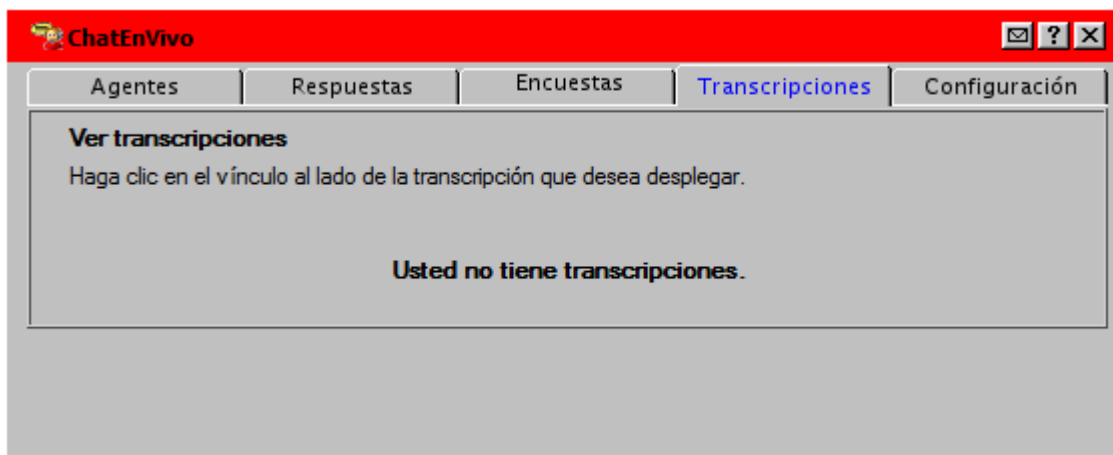 ChatEnVivo
?
Agentes Respuestas Encuestas Transcripciones Configuración
Ver transcripciones
Haga clic en el vínculo al lado de la transcripción que desea desplegar.
Usted no tiene transcripciones.